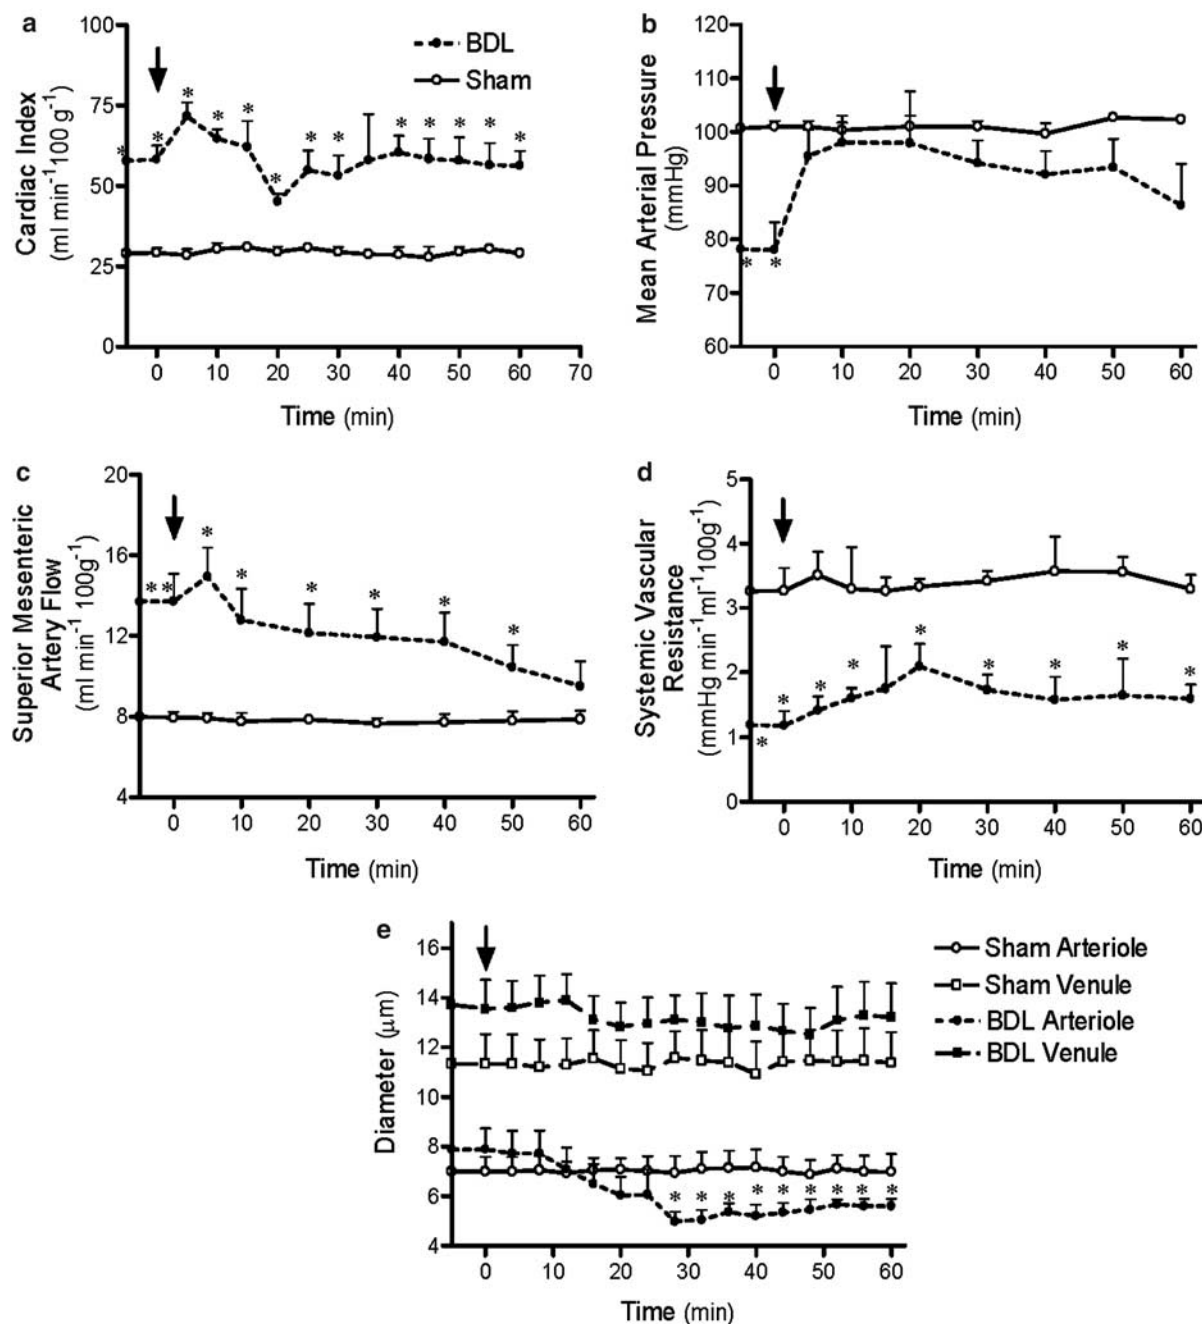 a
100
75
50
25
0
Cardiac Index
(ml min-1 100 g-1)
BDL
Sham
* * * * * * * * * * * * *
0 10 20 30 40 50 60 70
Time (min)
b
120
110
100
90
80
70
60
Mean Arterial Pressure
(mmHg)
* *
0 10 20 30 40 50 60
Time (min)
c
20
16
12
8
4
Superior Mesenteric
Artery Flow
(ml min-1 100g-1)
** * * * * * *
0 10 20 30 40 50 60
Time (min)
d
5
4
3
2
1
0
Systemic Vascular
Resistance
(mmHg min-1ml-1100g-1)
* * * * * * * * *
0 10 20 30 40 50 60
Time (min)
e
16
14
12
10
8
6
4
Diameter (µm)
Sham Arteriole
Sham Venule
BDL Arteriole
BDL Venule
* * * * * * * * *
0 10 20 30 40 50 60
Time (min)